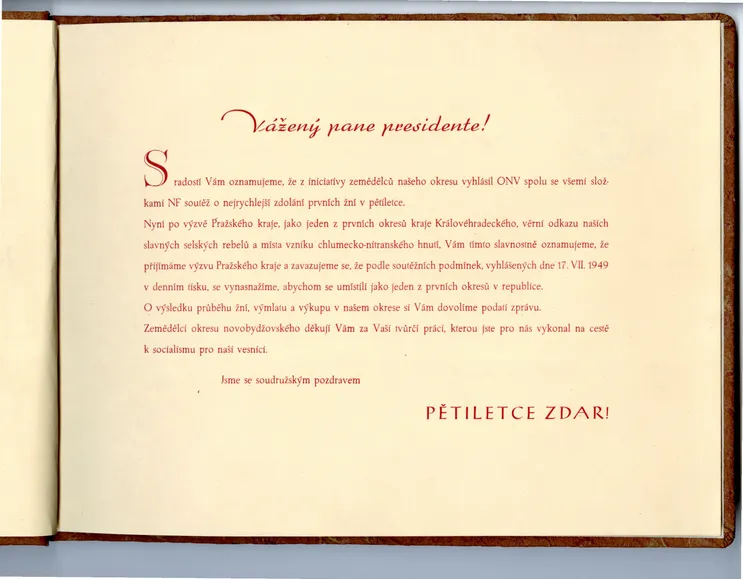 Vážený pane presidente!
S radostí Vám oznamujeme, že z iniciativy zemědělců našeho okresu vyhlásil ONV spolu se všemi slož-
kami NF soutěž o nejrychlejší zdolání prvních žní v pětiletce.
Nyní po výzvě Pražského kraje, jako jeden z prvních okresů kraje Královéhradeckého, věrni odkazu našich
slavných selských rebelů a místa vzniku chlumecko-nitranského hnutí, Vám tímto slavnostně oznamujeme, že
přijímáme výzvu Pražského kraje a zavazujeme se, že podle soutěžních podmínek, vyhlášených dne 17. VII. 1949
v denním tisku, se vynasnažíme, abychom se umístili jako jeden z prvních okresů v republice.
O výsledku průběhu žní, výmlatu a výkupu v našem okrese si Vám dovolíme podati zprávu.
Zemědělci okresu novobydžovského děkují Vám za Vaši tvůrčí práci, kterou jste pro nás vykonal na cestě
k socialismu pro naši vesnici.
Jsme se soudružským pozdravem
PĚTILETCE ZDAR!